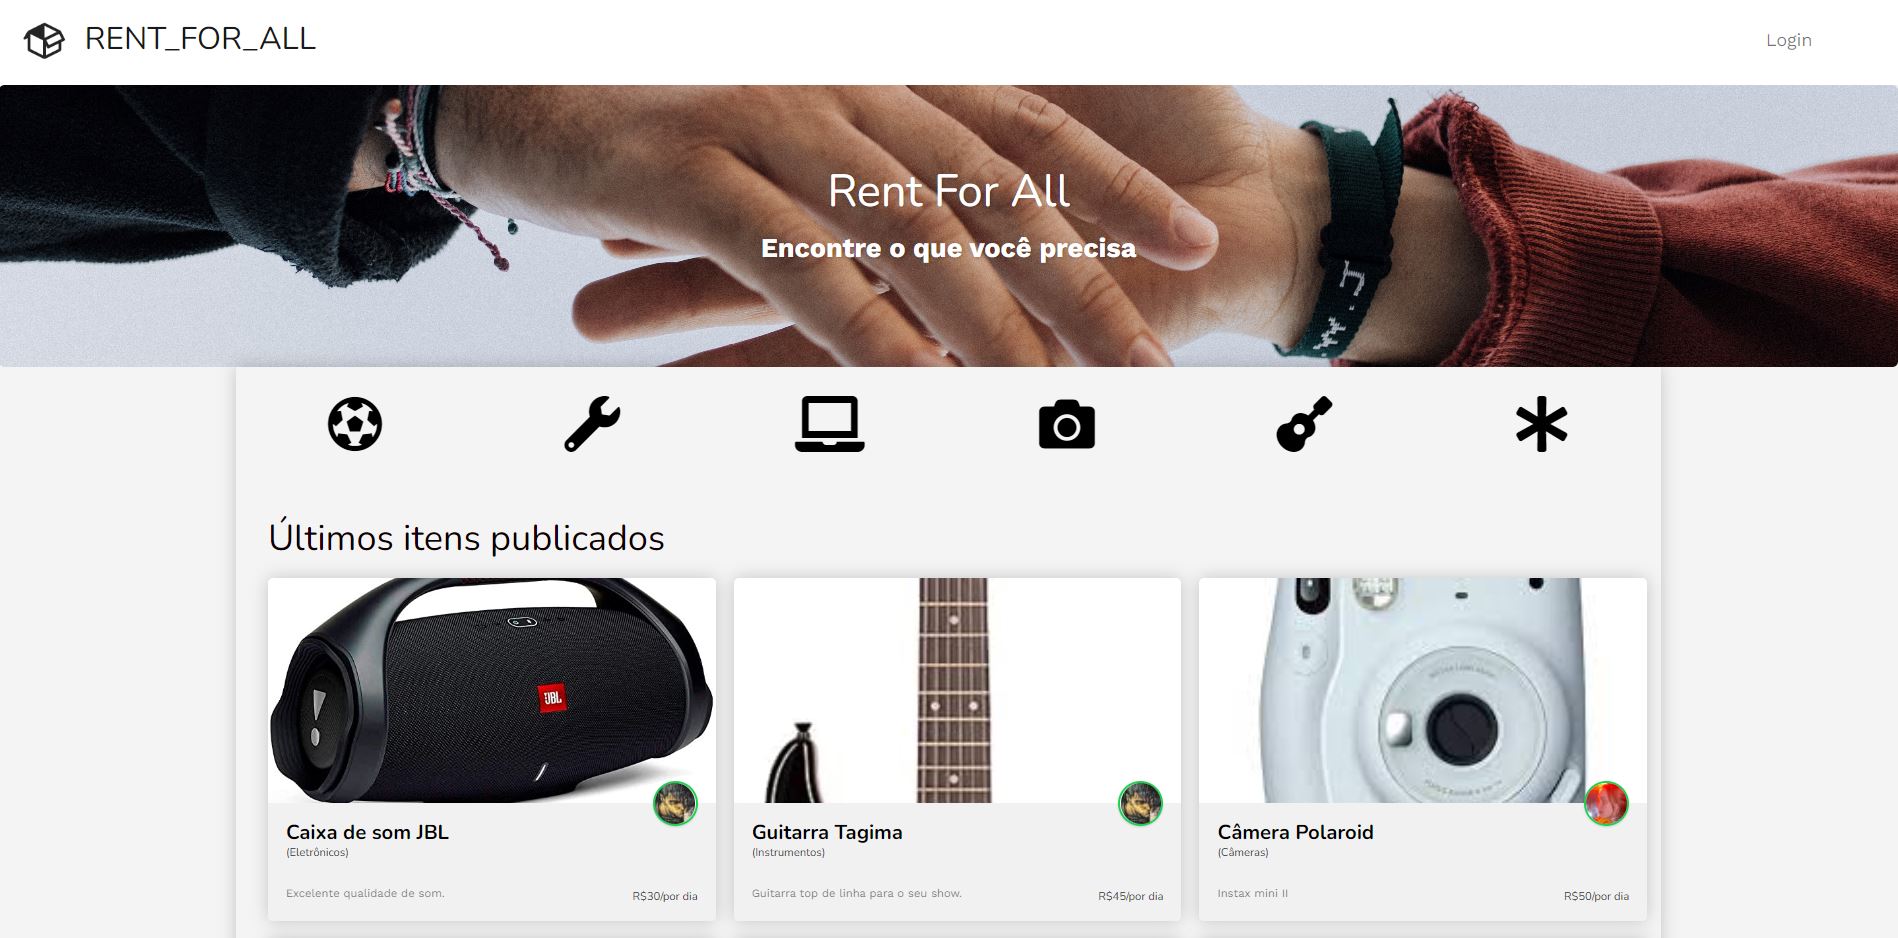 RENT_FOR_ALL
Login
Rent For All
Encontre o que você precisa
Últimos itens publicados
JBL
Caixa de som JBL
(Eletrônicos)
Excelente qualidade de som.
R$30/por dia
Guitarra Tagima
(Instrumentos)
Guitarra top de linha para o seu show.
R$45/por dia
Câmera Polaroid
(Câmeras)
Instax mini II
R$50/por dia